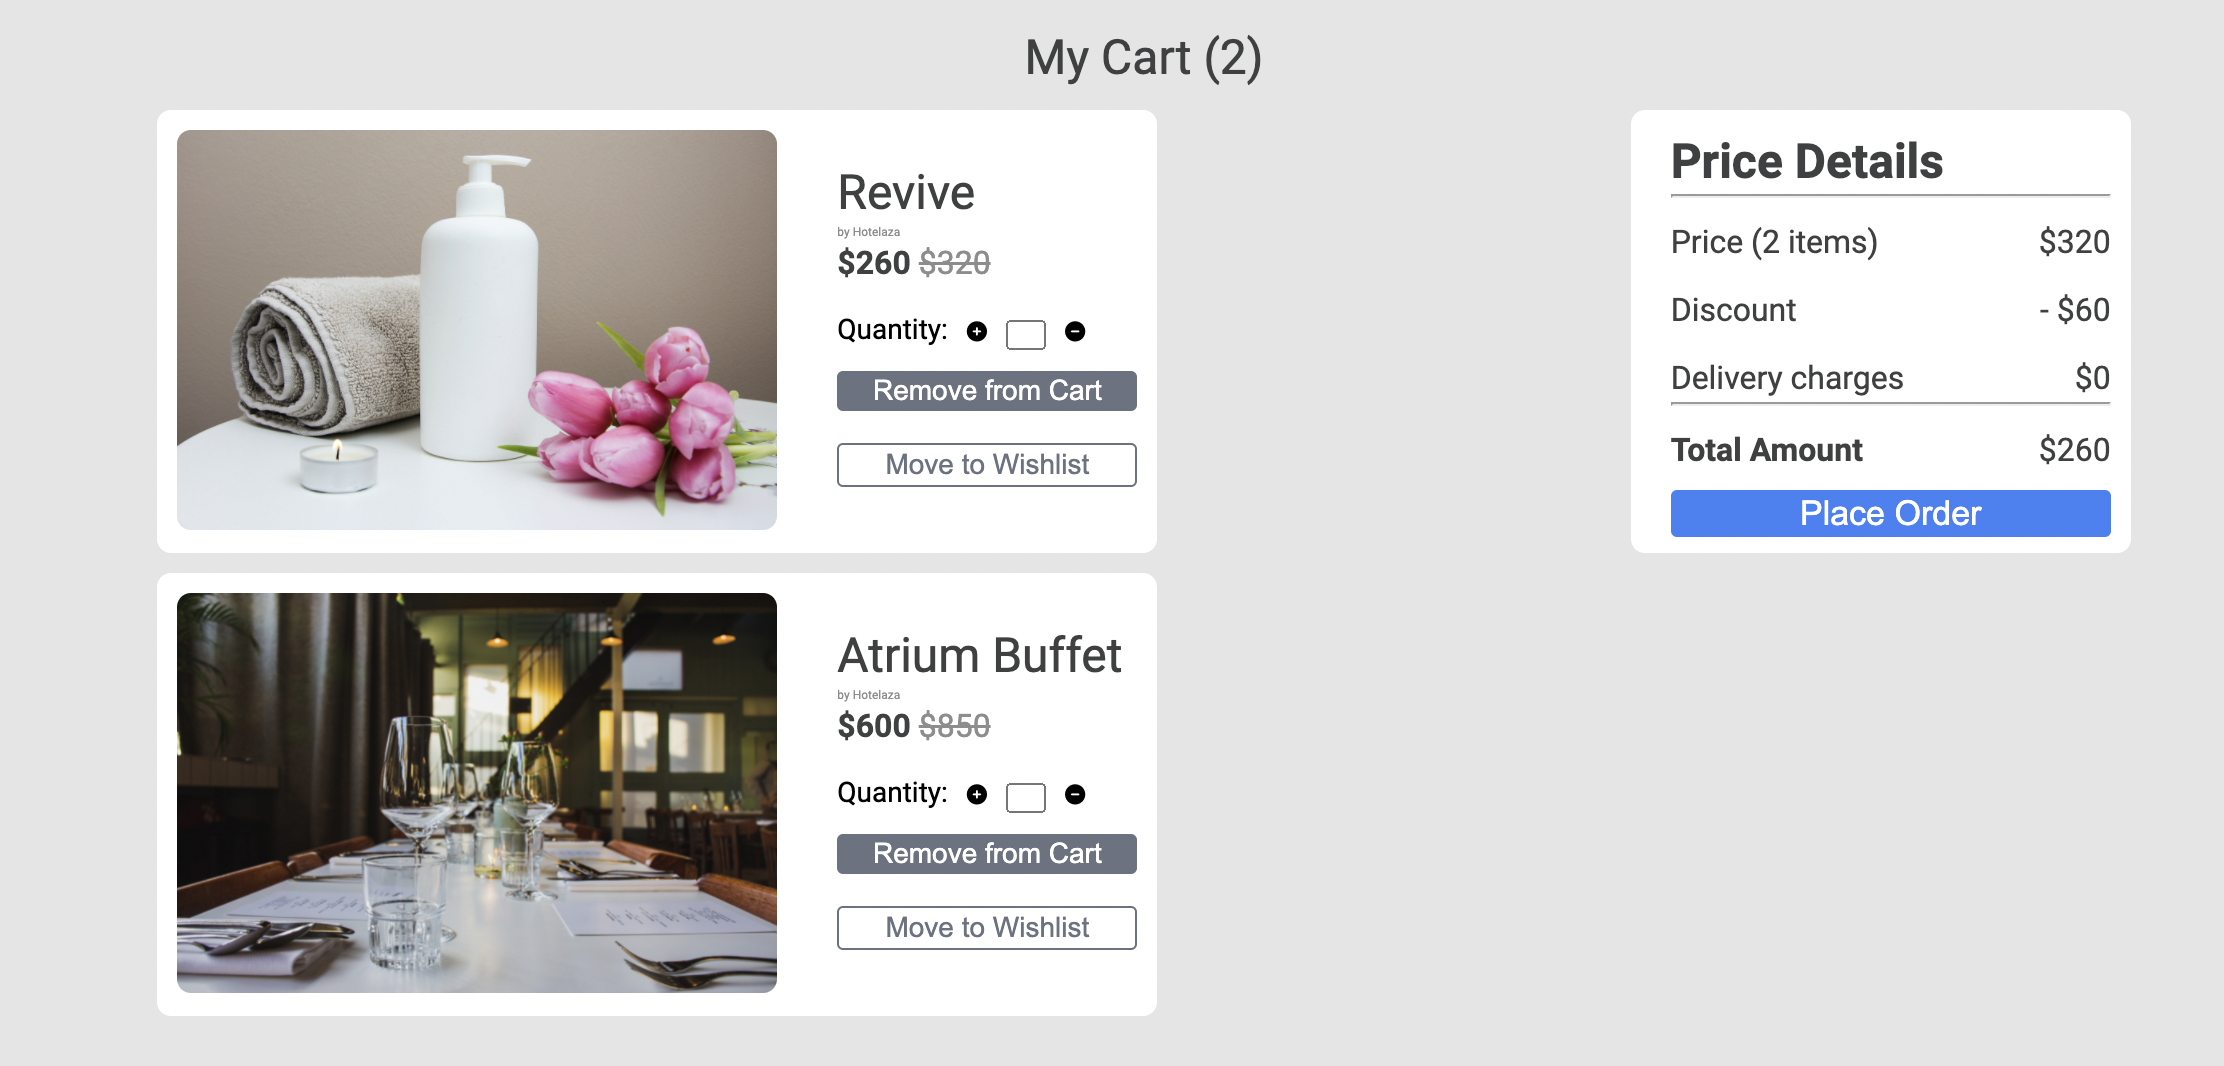 My Cart (2)
Revive
by Hotelaza
$260 $320
Quantity:
Remove from Cart
Move to Wishlist
Atrium Buffet
by Hotelaza
$600 $850
Quantity:
Remove from Cart
Move to Wishlist
Price Details
Price (2 items) $320
Discount - $60
Delivery charges $0
Total Amount $260
Place Order